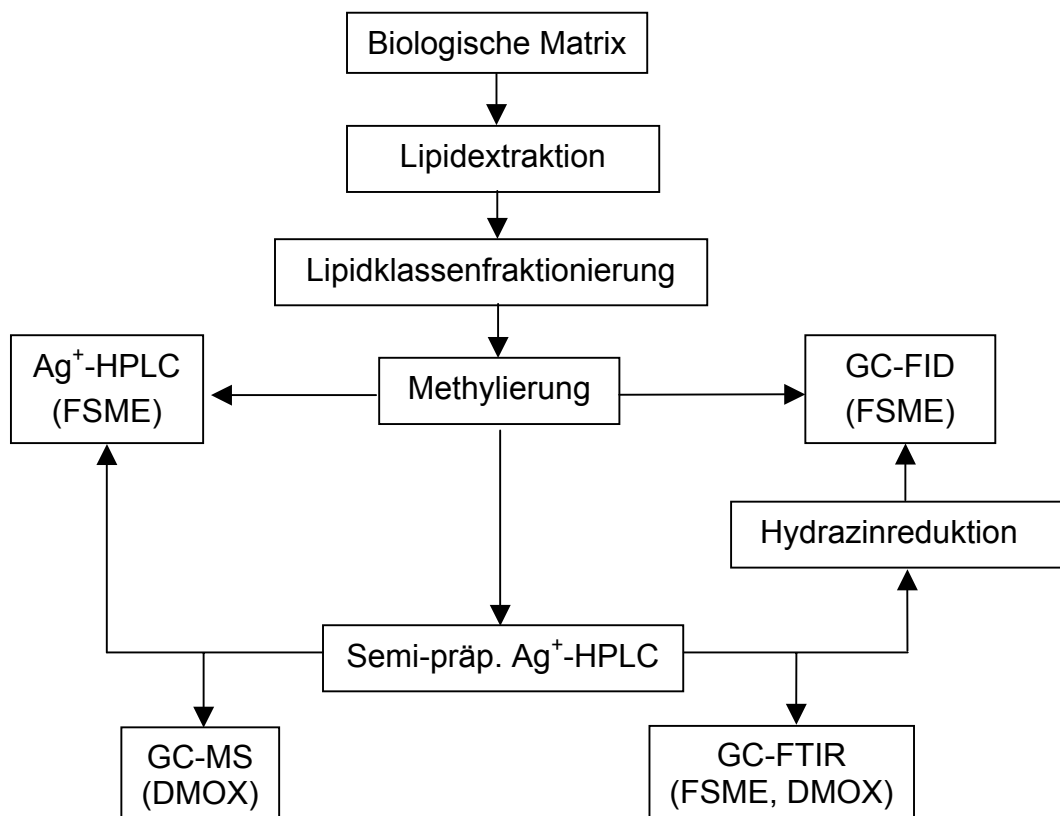 Biologische Matrix
Lipidextraktion
Lipidklassenfraktionierung
Ag⁺-HPLC
(FSME)
Methylierung
GC-FID
(FSME)
Hydrazinreduktion
Semi-präp. Ag⁺-HPLC
GC-MS
(DMOX)
GC-FTIR
(FSME, DMOX)